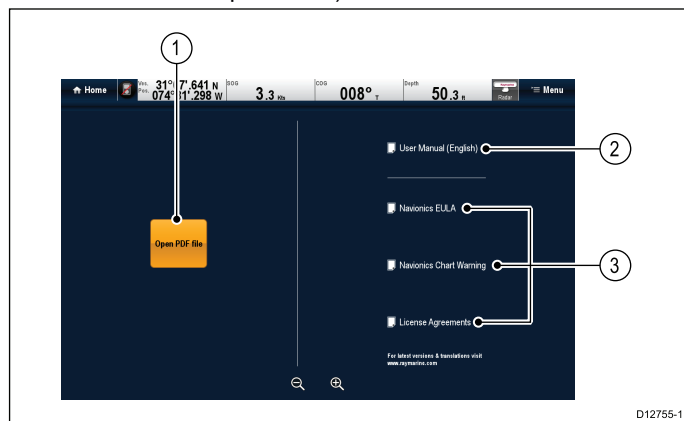 1
Home
Ves. Pos.
31° 7'.641 N
074° 31'.298 W
SOG
3.3 Kts
COG
008° T
Depth
50.3 ft
Radar
Menu
User Manual (English)
2
Navionics EULA
Open PDF file
Navionics Chart Warning
3
License Agreements
For latest versions & translations visit
www.raymarine.com
D12755-1